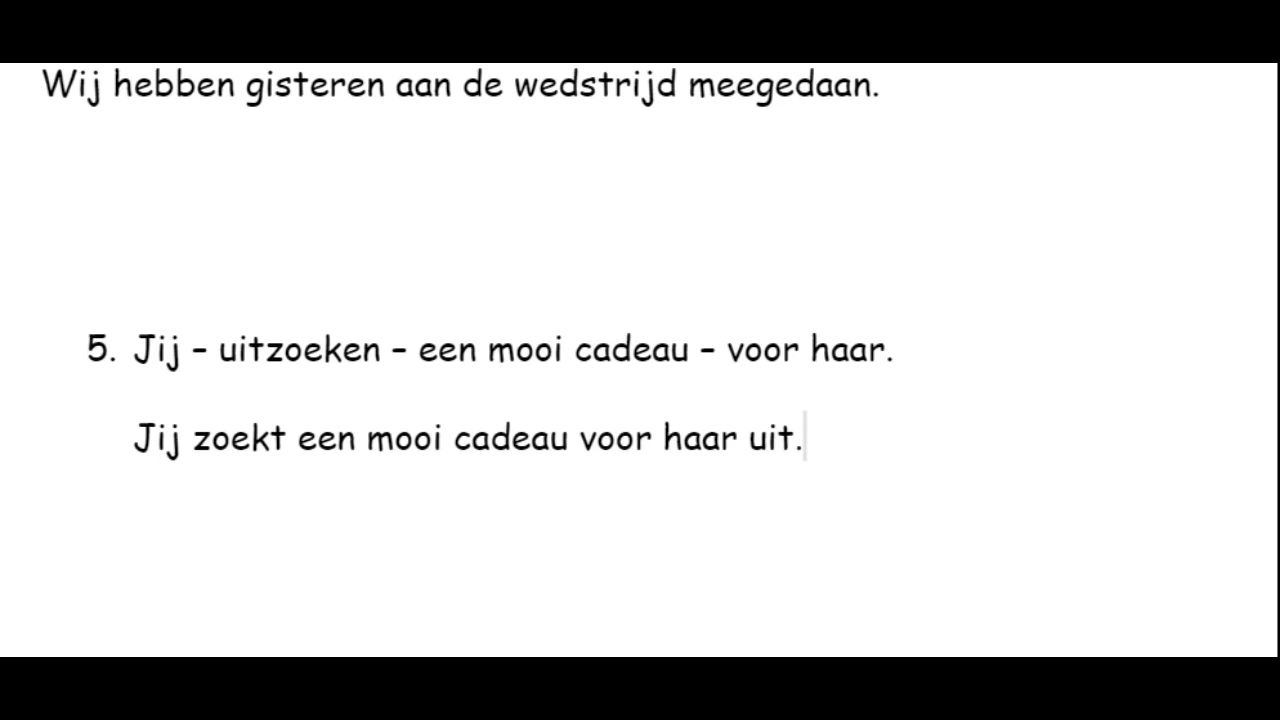 Wij hebben gisteren aan de wedstrijd meegedaan.
5. Jij – uitzoeken – een mooi cadeau – voor haar.
Jij zoekt een mooi cadeau voor haar uit.